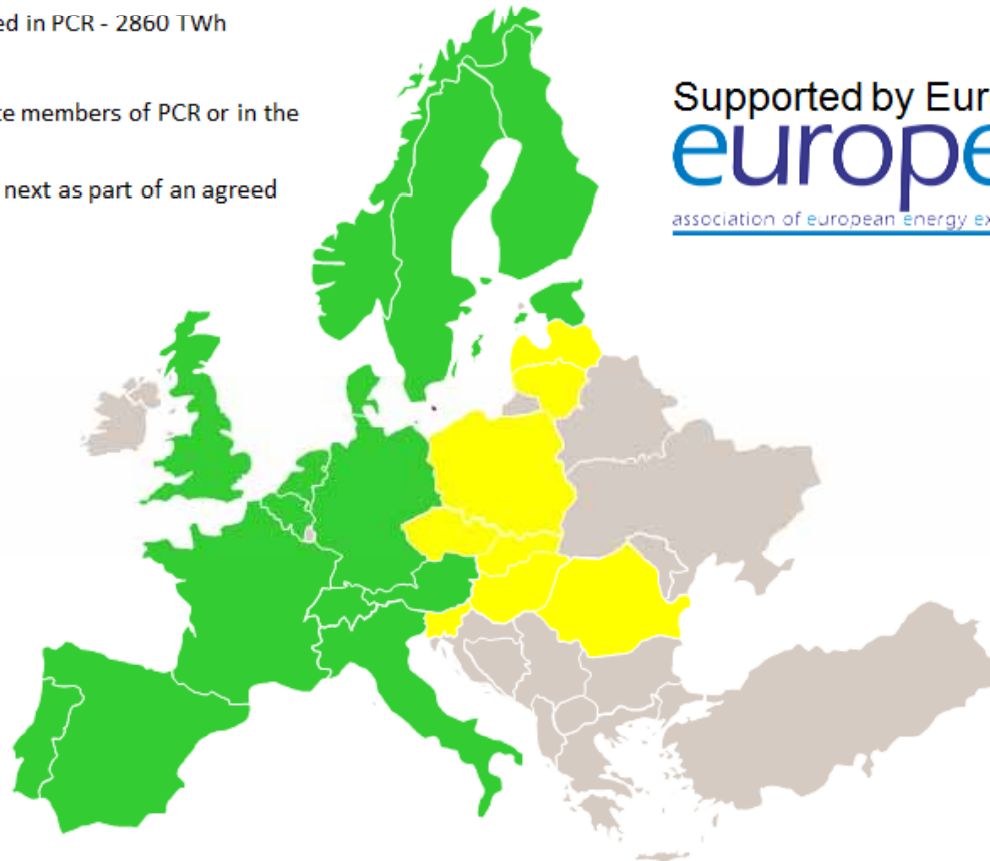 ed in PCR - 2860 TWh
te members of PCR or in the
next as part of an agreed
Supported by Eur
europe
association of european energy ex